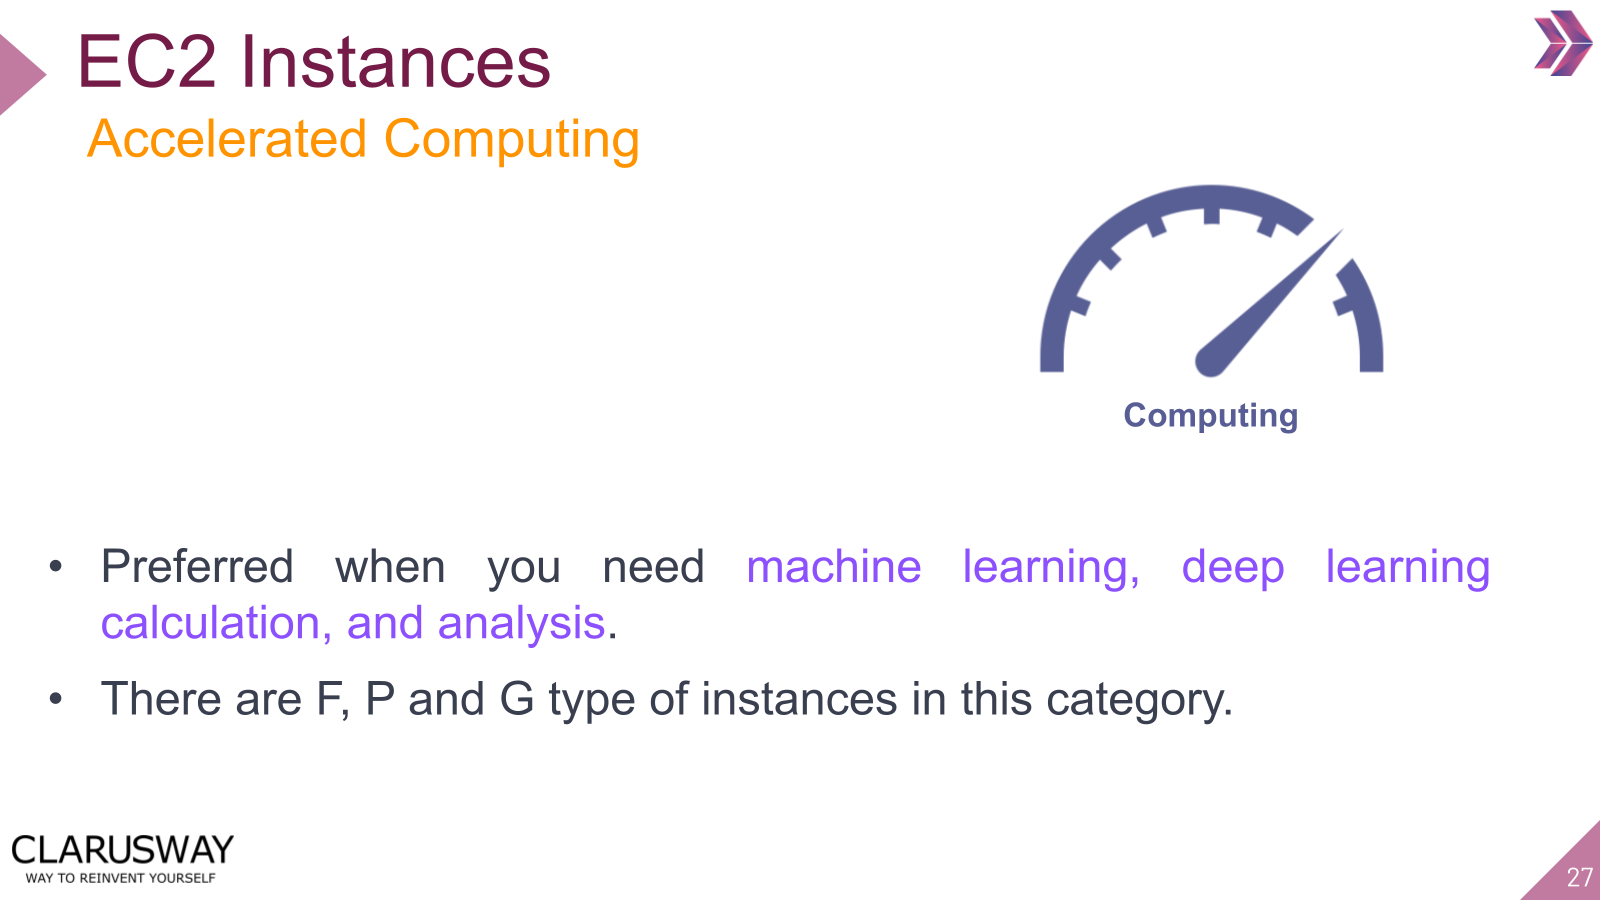 EC2 Instances
Accelerated Computing
Computing
• Preferred when you need machine learning, deep learning
calculation, and analysis.
• There are F, P and G type of instances in this category.
CLARUSWAY
WAY TO REINVENT YOURSELF
27